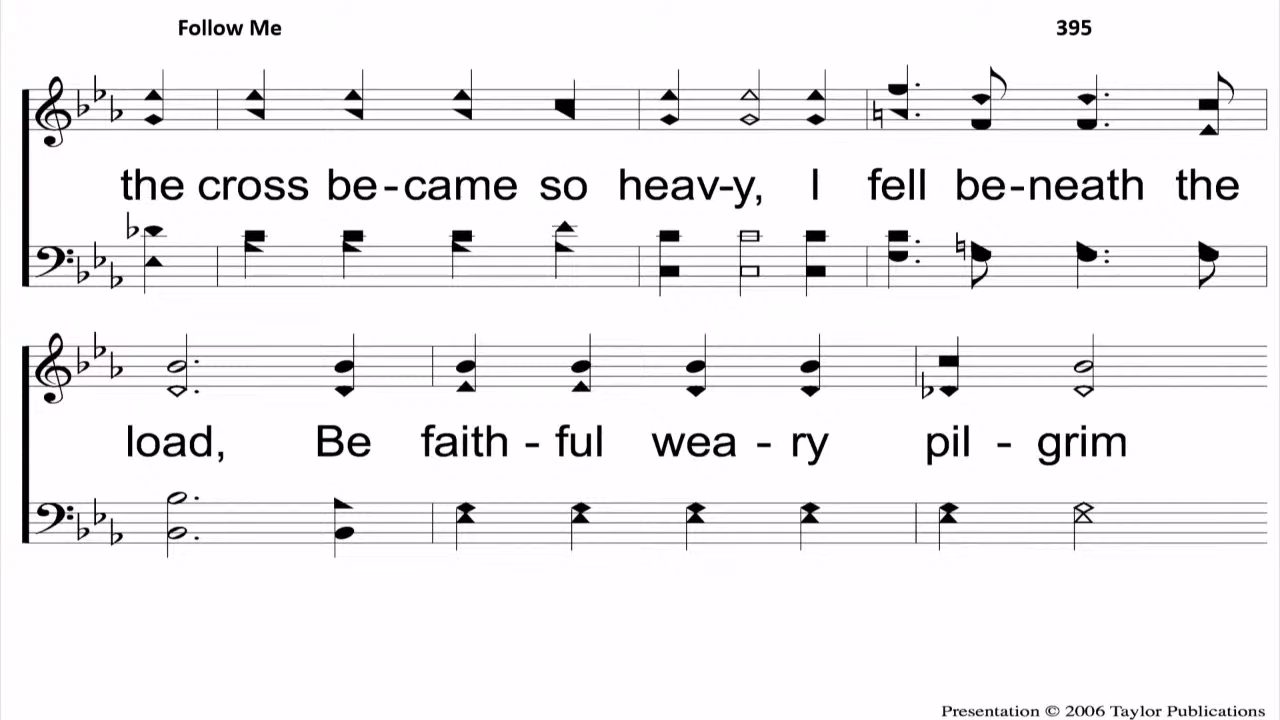 Follow Me 395
the cross be-came so heav-y, I fell be-neath the
load, Be faith - ful wea - ry pil - grim
Presentation © 2006 Taylor Publications